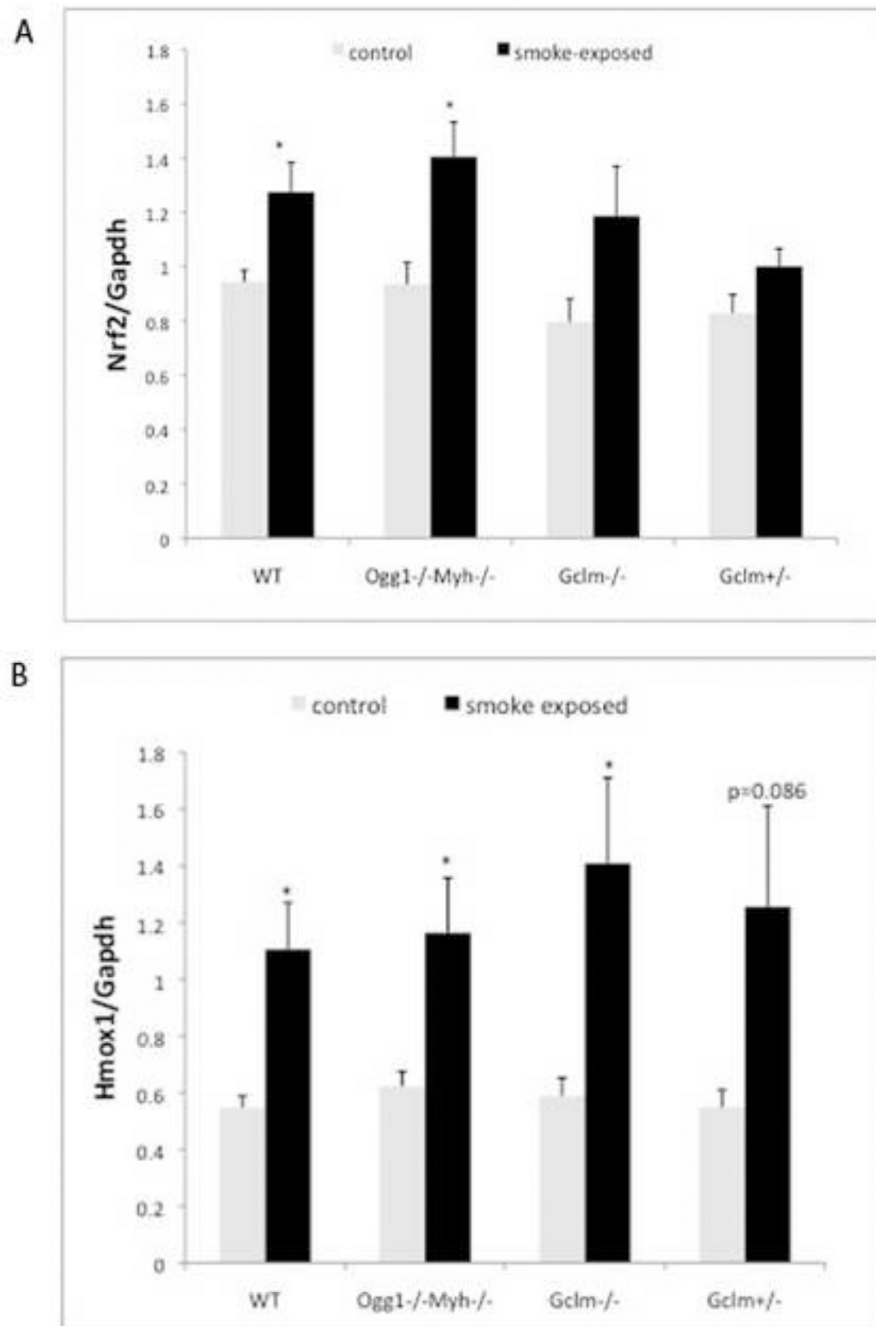 A
control smoke-exposed
1.8
1.6
1.4
1.2
1
0.8
0.6
0.4
0.2
0
Nrf2/Gapdh
* *
WT Ogg1-/-Myh-/- Gclm-/- Gclm+/-
B
control smoke exposed
1.8
1.6
1.4
1.2
1
0.8
0.6
0.4
0.2
0
Hmox1/Gapdh
* * * p=0.086
WT Ogg1-/-Myh-/- Gclm-/- Gclm+/-